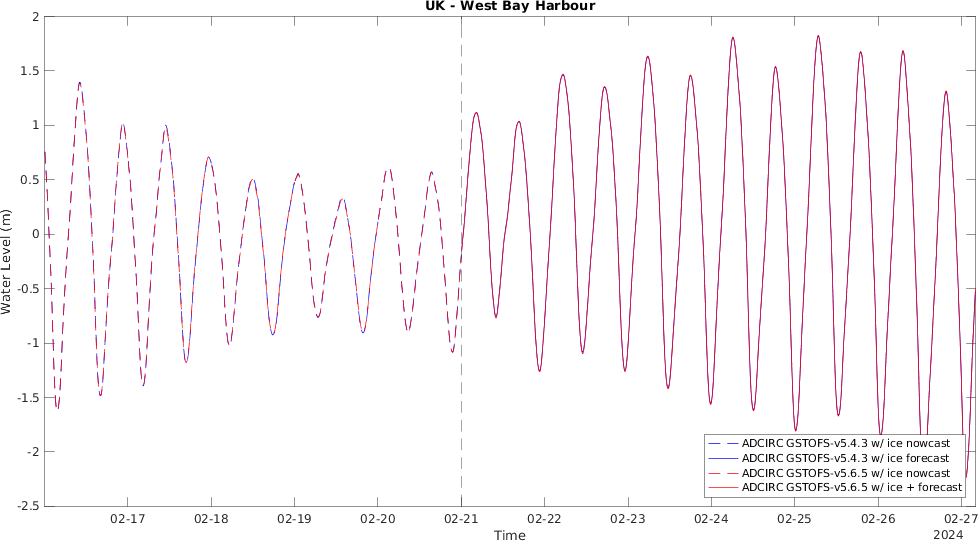 UK - West Bay Harbour
2
1.5
1
0.5
0
-0.5
-1
-1.5
-2
-2.5
Water Level (m)
ADCIRC GSTOFS-v5.4.3 w/ ice nowcast
ADCIRC GSTOFS-v5.4.3 w/ ice forecast
ADCIRC GSTOFS-v5.6.5 w/ ice nowcast
ADCIRC GSTOFS-v5.6.5 w/ ice + forecast
02-17 02-18 02-19 02-20 02-21 02-22 02-23 02-24 02-25 02-26 02-27
Time
2024